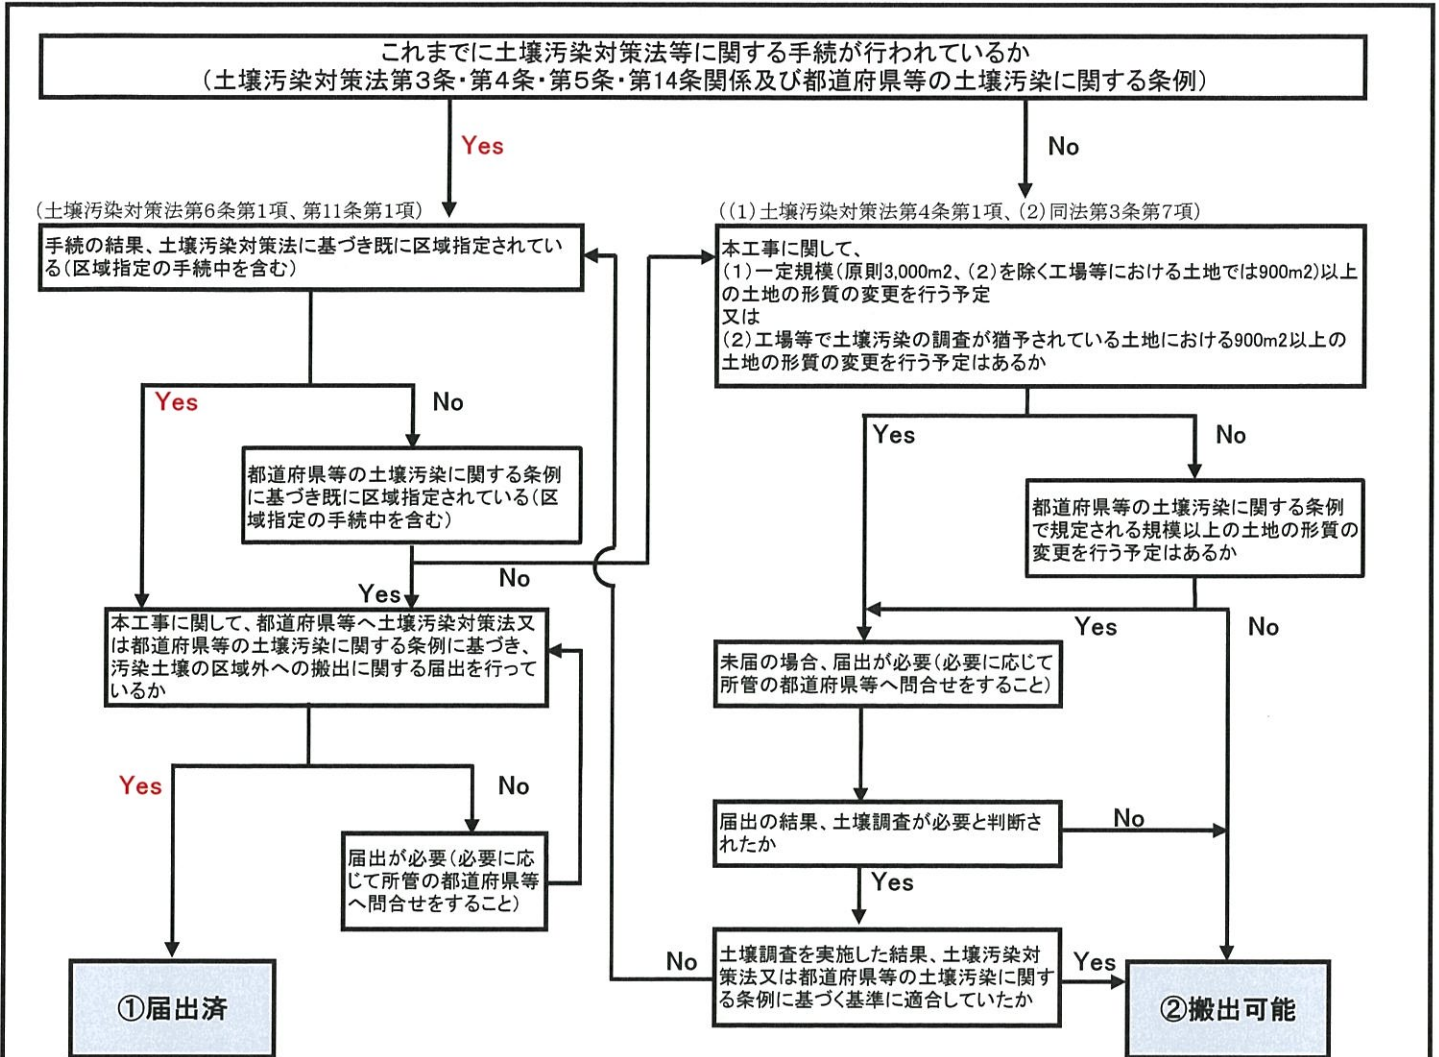 これまでに土壌汚染対策法等に関する手続が行われているか
(土壌汚染対策法第3条・第4条・第5条・第14条関係及び都道府県等の土壌汚染に関する条例)
Yes
No
(土壌汚染対策法第6条第1項、第11条第1項)
手続の結果、土壌汚染対策法に基づき既に区域指定されてい
る(区域指定の手続中を含む)
((1)土壌汚染対策法第4条第1項、(2)同法第3条第7項)
本工事に関して、
(1)一定規模(原則3,000m2、(2)を除く工場等における土地では900m2)以上
の土地の形質の変更を行う予定
又は
(2)工場等で土壌汚染の調査が猶予されている土地における900m2以上の
土地の形質の変更を行う予定はあるか
Yes
No
Yes
No
都道府県等の土壌汚染に関する条例
に基づき既に区域指定されている(区
域指定の手続中を含む)
都道府県等の土壌汚染に関する条例
で規定される規模以上の土地の形質の
変更を行う予定はあるか
Yes
No
Yes
No
本工事に関して、都道府県等へ土壌汚染対策法又
は都道府県等の土壌汚染に関する条例に基づき、
汚染土壌の区域外への搬出に関する届出を行って
いるか
未届の場合、届出が必要(必要に応じて
所管の都道府県等へ問合せをすること)
Yes
No
届出が必要(必要に応
じて所管の都道府県等
へ問合せをすること)
届出の結果、土壌調査が必要と判断さ
れたか
No
Yes
土壌調査を実施した結果、土壌汚染対
策法又は都道府県等の土壌汚染に関す
る条例に基づく基準に適合していたか
No
Yes
①届出済
②搬出可能